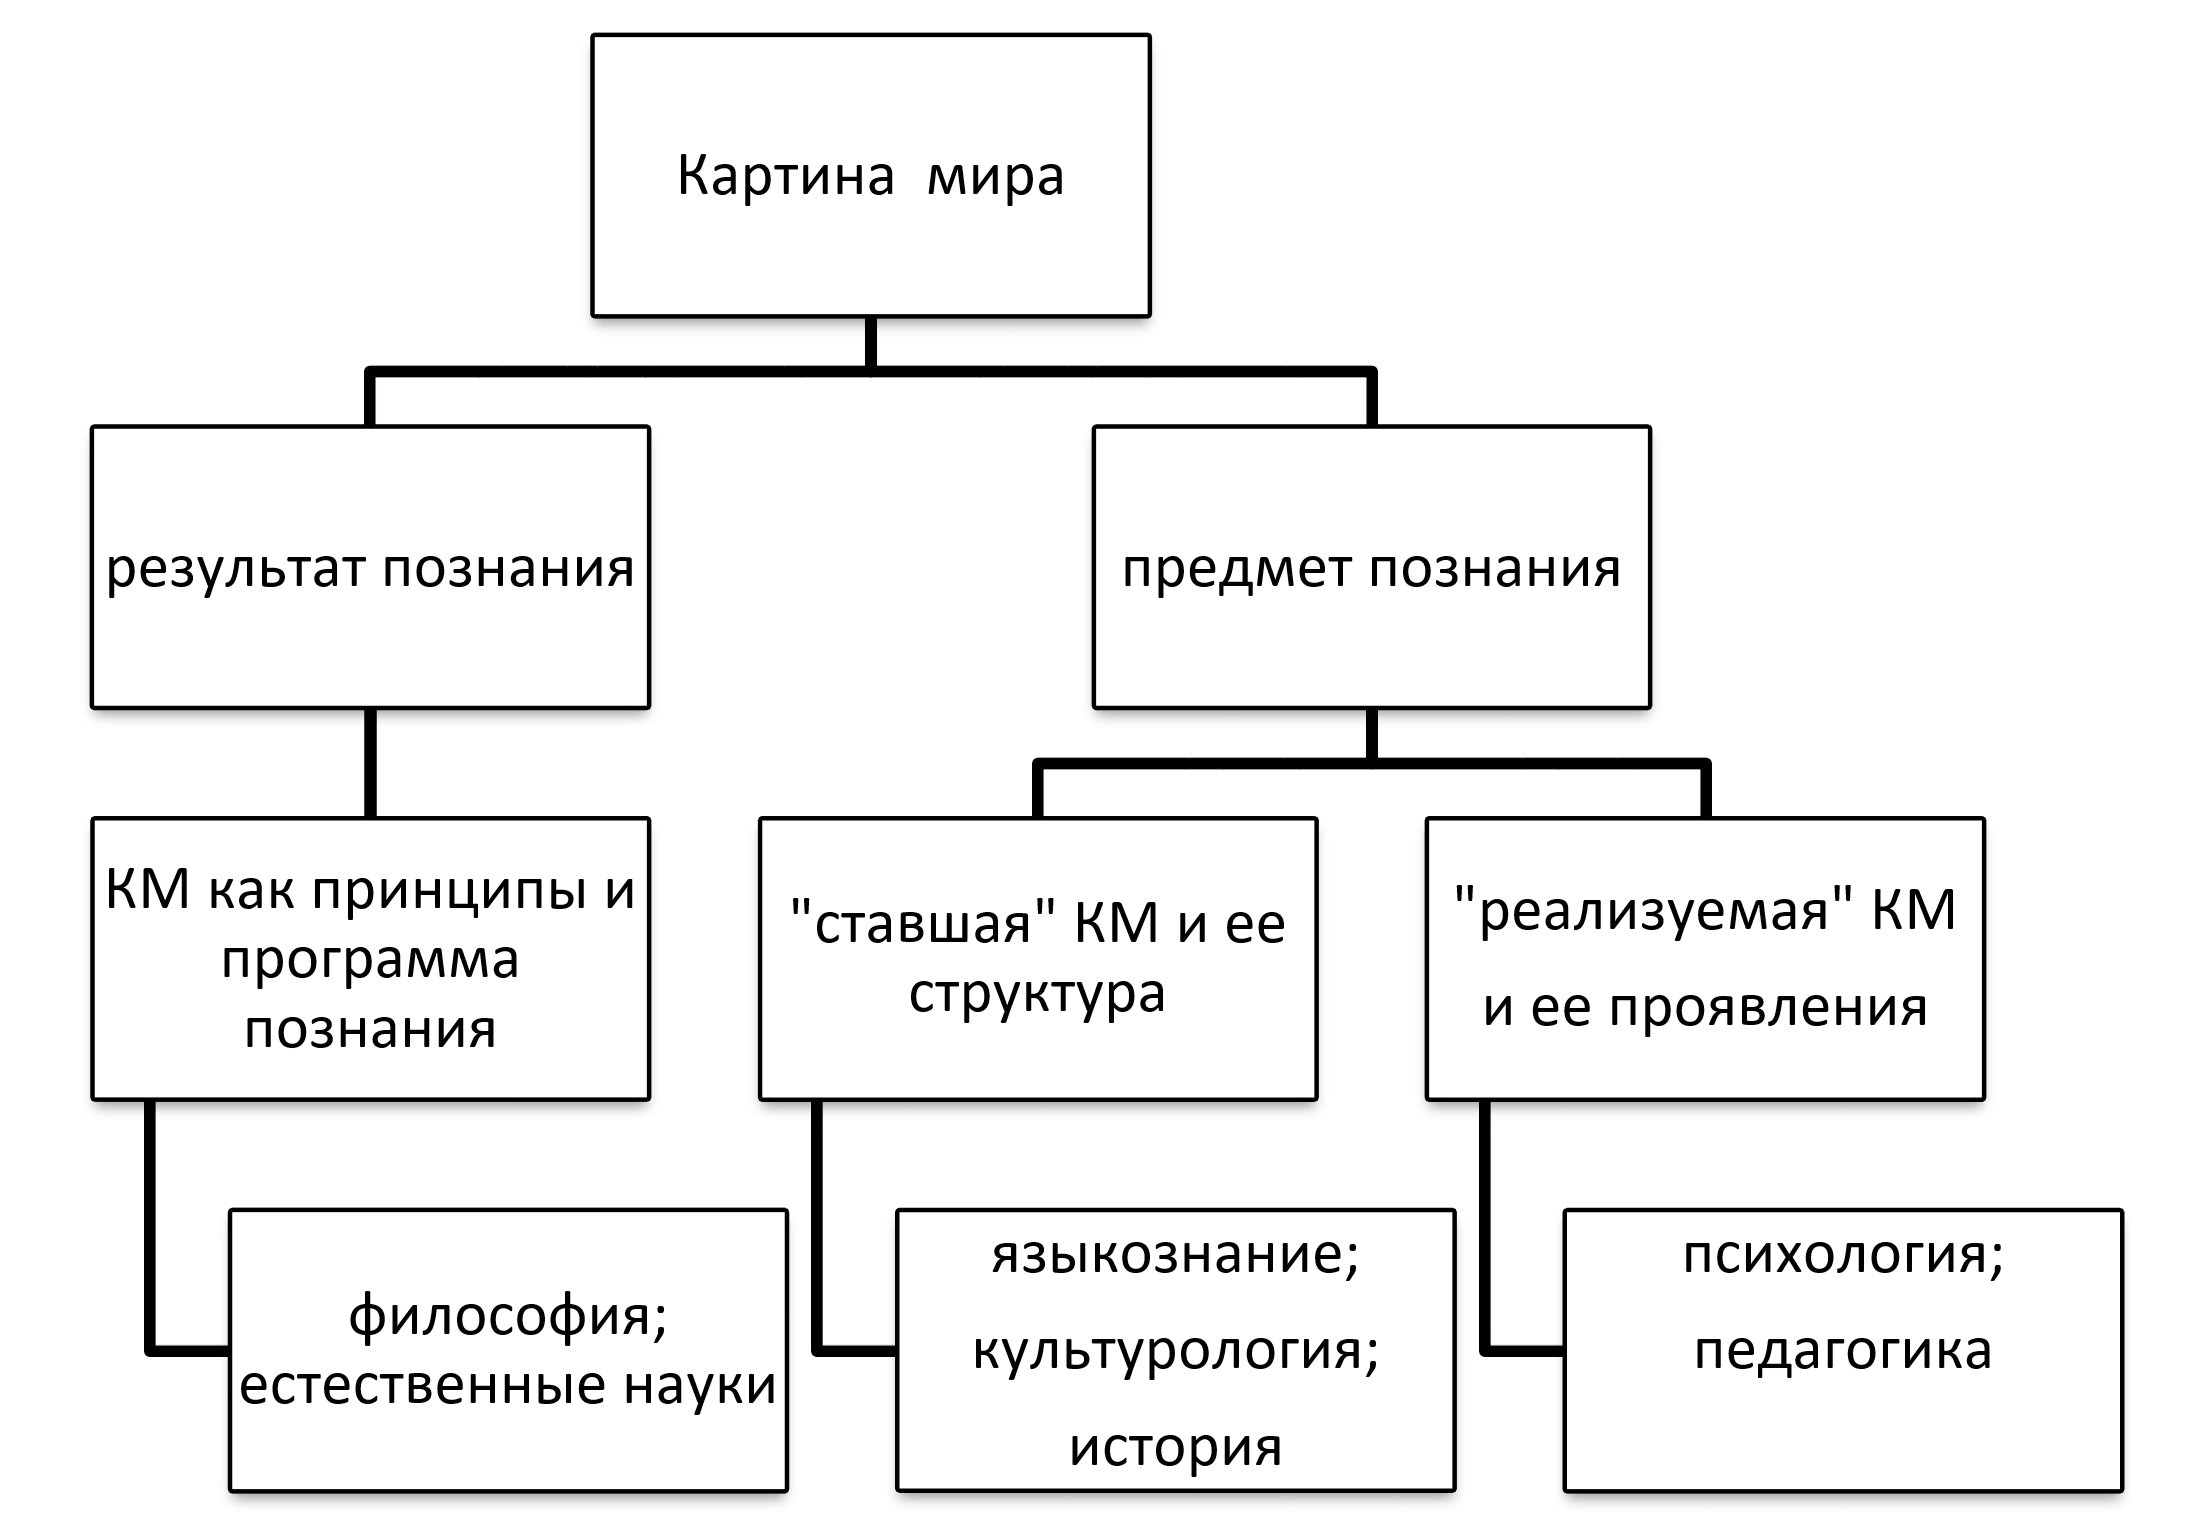 Картина  мира
результат познания
предмет познания
КМ как принципы и
программа
познания
"ставшая" КМ и ее
структура
"реализуемая" КМ
и ее проявления
философия;
естественные науки
языкознание;
культурология;
история
психология;
педагогика